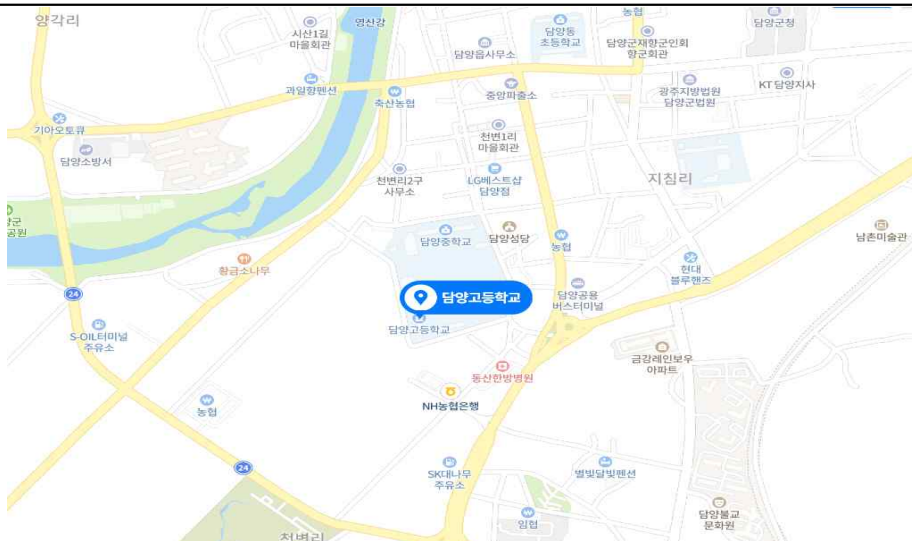 양각리
시산1길
마을회관
영산강
농협
담양동
초등학교
담양군재향군인회
향군회관
담양군청
담양읍사무소
과일향펜션
축산농협
중앙파출소
광주지방법원
담양군법원
KT담양지사
기아오토큐
담양소방서
천변1리
마을회관
천변리2구
사무소
LG베스트샵
담양점
지침리
군
공원
담양중학교
담양성당
농협
남촌미술관
황금소나무
현대
블루핸즈
24
담양고등학교
담양고등학교
담양공용
버스터미널
S-OIL터미널
주유소
금강레인보우
아파트
동산한방병원
NH농협은행
농협
24
SK대나무
주유소
별빛달빛펜션
담양불교
문화원
임협
천변리